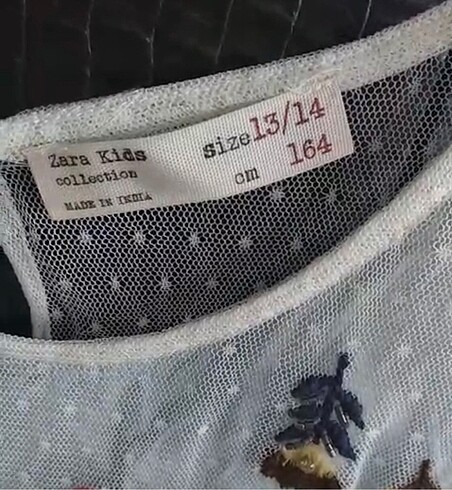 Zara Kids
collection
MADE IN INDIA
size 13/14
cm 164